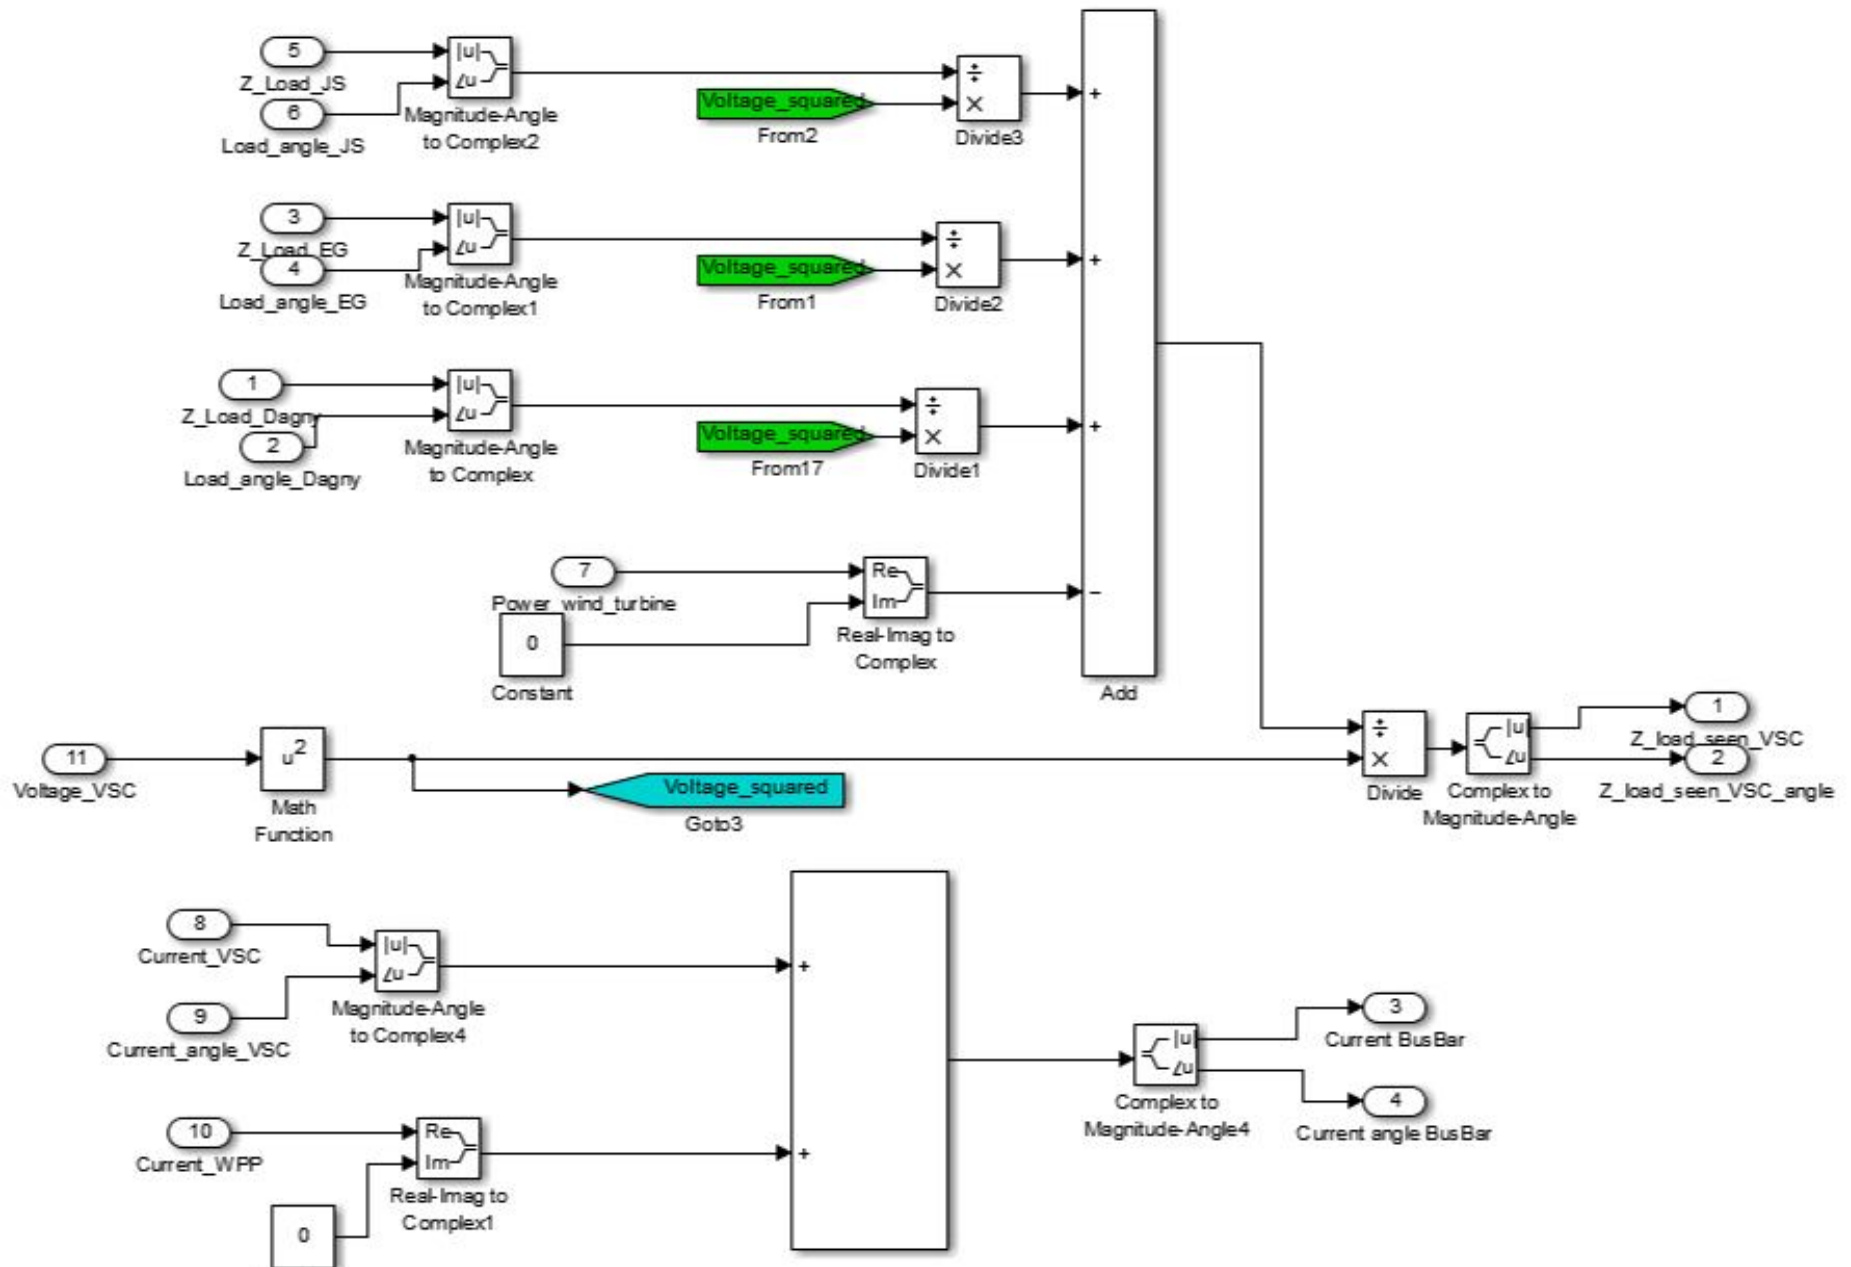 5
Z_Load_JS
6
Load_angle_JS
|u|
∠u
Magnitude-Angle
to Complex2
Voltage_squared
From2
÷
×
Divide3
+
3
Z_Load_EG
4
Load_angle_EG
|u|
∠u
Magnitude-Angle
to Complex1
Voltage_squared
From1
÷
×
Divide2
+
1
Z_Load_Dagny
2
Load_angle_Dagny
|u|
∠u
Magnitude-Angle
to Complex
Voltage_squared
From17
÷
×
Divide1
+
7
Power_wind_turbine
0
Constant
Re
Im
Real-Imag to
Complex
−
Add
11
Voltage_VSC
u²
Math
Function
Voltage_squared
Goto3
÷
×
Divide
|u|
∠u
Complex to
Magnitude-Angle
1
Z_load_seen_VSC
2
Z_load_seen_VSC_angle
8
Current_VSC
9
Current_angle_VSC
|u|
∠u
Magnitude-Angle
to Complex4
+
10
Current_WPP
0
Re
Im
Real-Imag to
Complex1
+
|u|
∠u
Complex to
Magnitude-Angle4
3
Current BusBar
4
Current angle BusBar